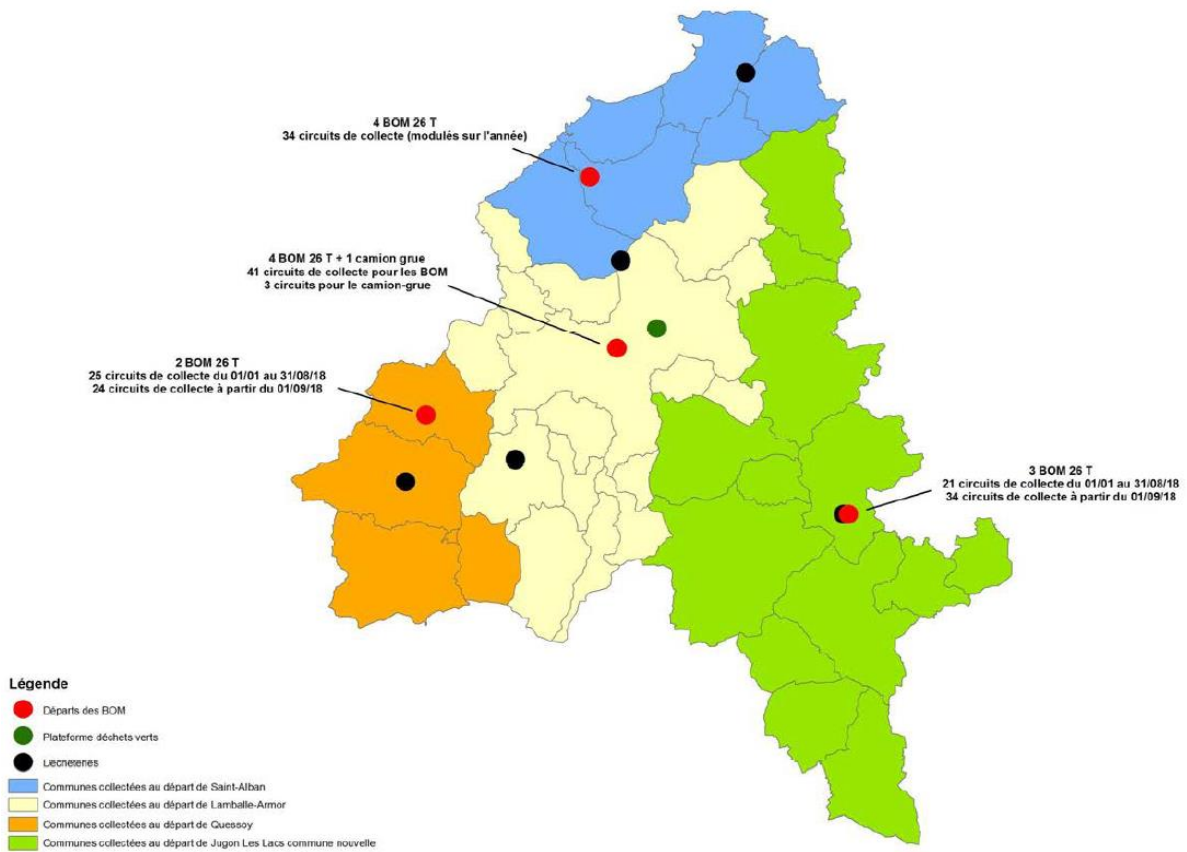 4 BOM 26 T
34 circuits de collecte (modulés sur l'année)
4 BOM 26 T + 1 camion grue
41 circuits de collecte pour les BOM
3 circuits pour le camion-grue
2 BOM 26 T
25 circuits de collecte du 01/01 au 31/08/18
24 circuits de collecte à partir du 01/09/18
3 BOM 26 T
21 circuits de collecte du 01/01 au 31/08/18
34 circuits de collecte à partir du 01/09/18
Légende
Départs des BOM
Plateforme déchets verts
Déchèteries
Communes collectées au départ de Saint-Alban
Communes collectées au départ de Lamballe-Armor
Communes collectées au départ de Quessoy
Communes collectées au départ de Jugon Les Lacs commune nouvelle